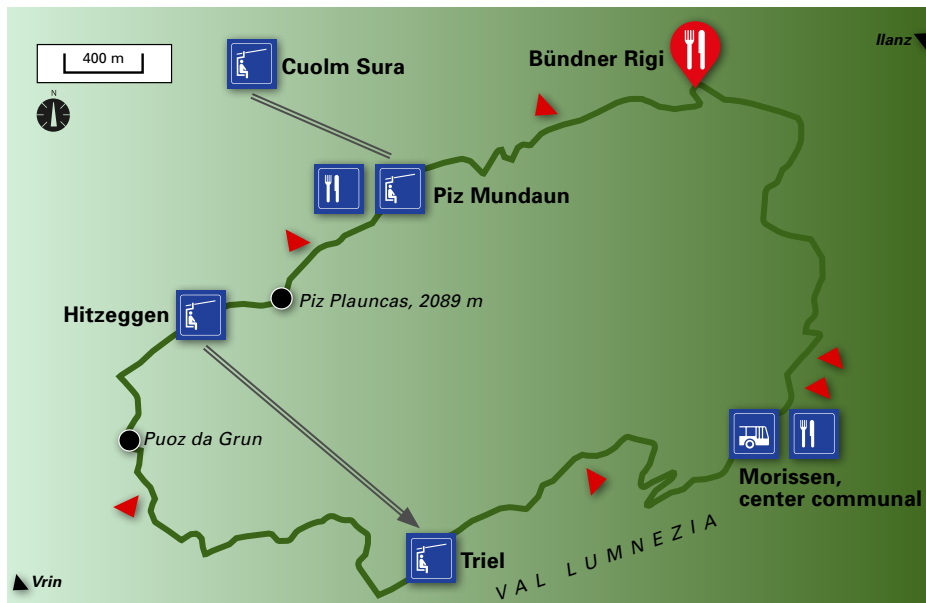 400 m
N
Cuolm Sura
Bündner Rigi
Ilanz
Piz Mundaun
Hitzeggen
Piz Plauncas, 2089 m
Puoz da Grun
Morissen,
center communal
Triel
VAL LUMNEZIA
Vrin